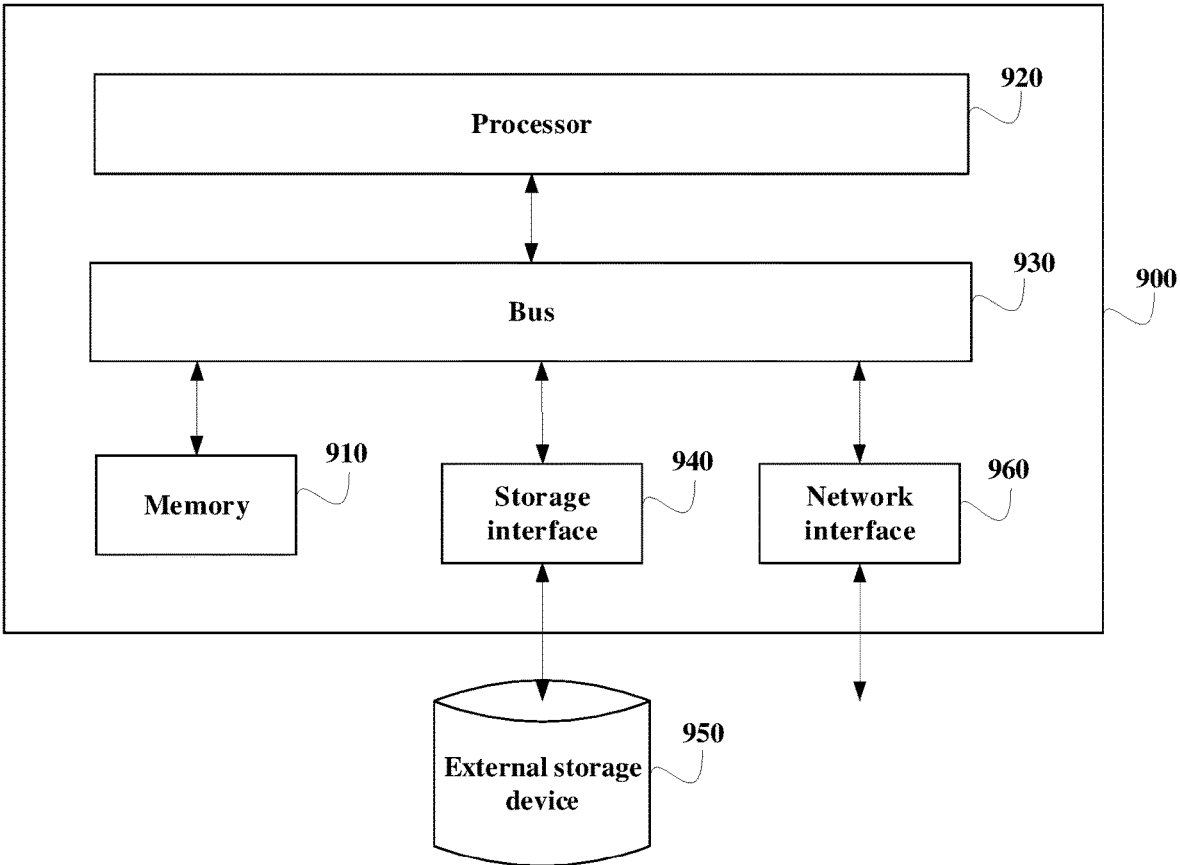 920
Processor
930
900
Bus
910
940
960
Memory
Storage
interface
Network
interface
950
External storage
device